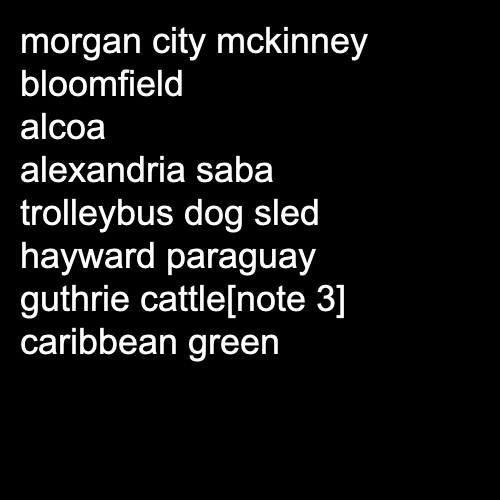 morgan city mckinney
bloomfield
alcoa
alexandria saba
trolleybus dog sled
hayward paraguay
guthrie cattle[note 3]
caribbean green